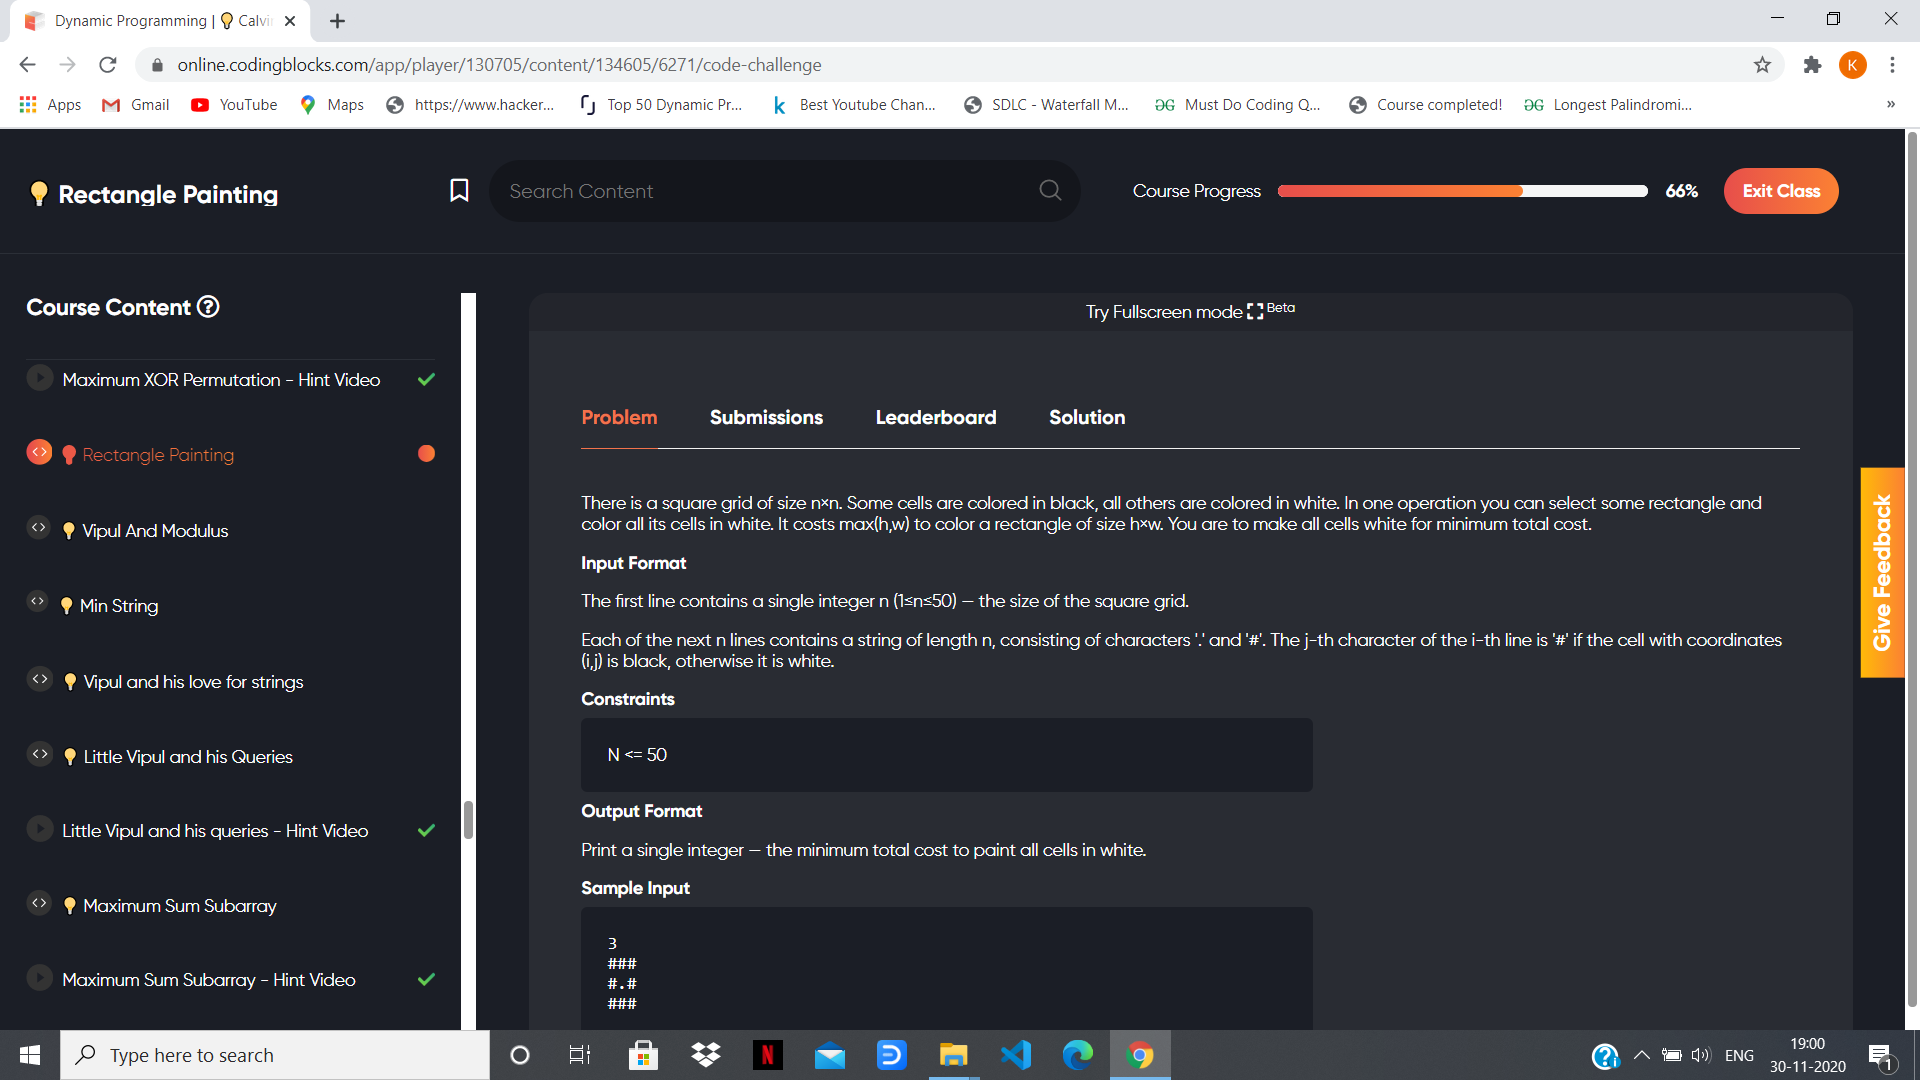 Dynamic Programming | 💡 Calvi
online.codingblocks.com/app/player/130705/content/134605/6271/code-challenge
K
Apps
Gmail
YouTube
Maps
https://www.hacker...
Top 50 Dynamic Pr...
Best Youtube Chan...
SDLC - Waterfall M...
Must Do Coding Q...
Course completed!
Longest Palindromi...
»
💡 Rectangle Painting
Search Content
Course Progress
66%
Exit Class
Course Content
Maximum XOR Permutation - Hint Video
Rectangle Painting
Vipul And Modulus
Min String
Vipul and his love for strings
Little Vipul and his Queries
Little Vipul and his queries - Hint Video
Maximum Sum Subarray
Maximum Sum Subarray - Hint Video
Try Fullscreen mode Beta
Problem
Submissions
Leaderboard
Solution
There is a square grid of size n×n. Some cells are colored in black, all others are colored in white. In one operation you can select some rectangle and
color all its cells in white. It costs max(h,w) to color a rectangle of size h×w. You are to make all cells white for minimum total cost.
Input Format
The first line contains a single integer n (1≤n≤50) — the size of the square grid.
Each of the next n lines contains a string of length n, consisting of characters '.' and '#'. The j-th character of the i-th line is '#' if the cell with coordinates
(i,j) is black, otherwise it is white.
Constraints
N <= 50
Output Format
Print a single integer — the minimum total cost to paint all cells in white.
Sample Input
3
###
#.#
###
Give Feedback
Type here to search
ENG
19:00
30-11-2020
1